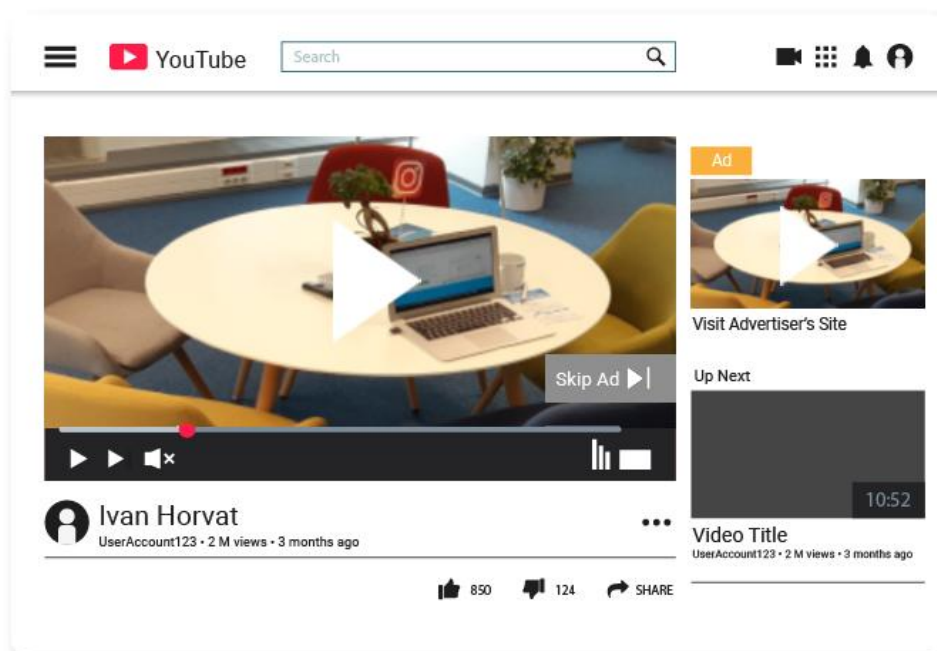 YouTube
Search
Ad
Visit Advertiser's Site
Skip Ad
Up Next
10:52
Ivan Horvat
UserAccount123 • 2 M views • 3 months ago
Video Title
UserAccount123 • 2 M views • 3 months ago
850
124
SHARE